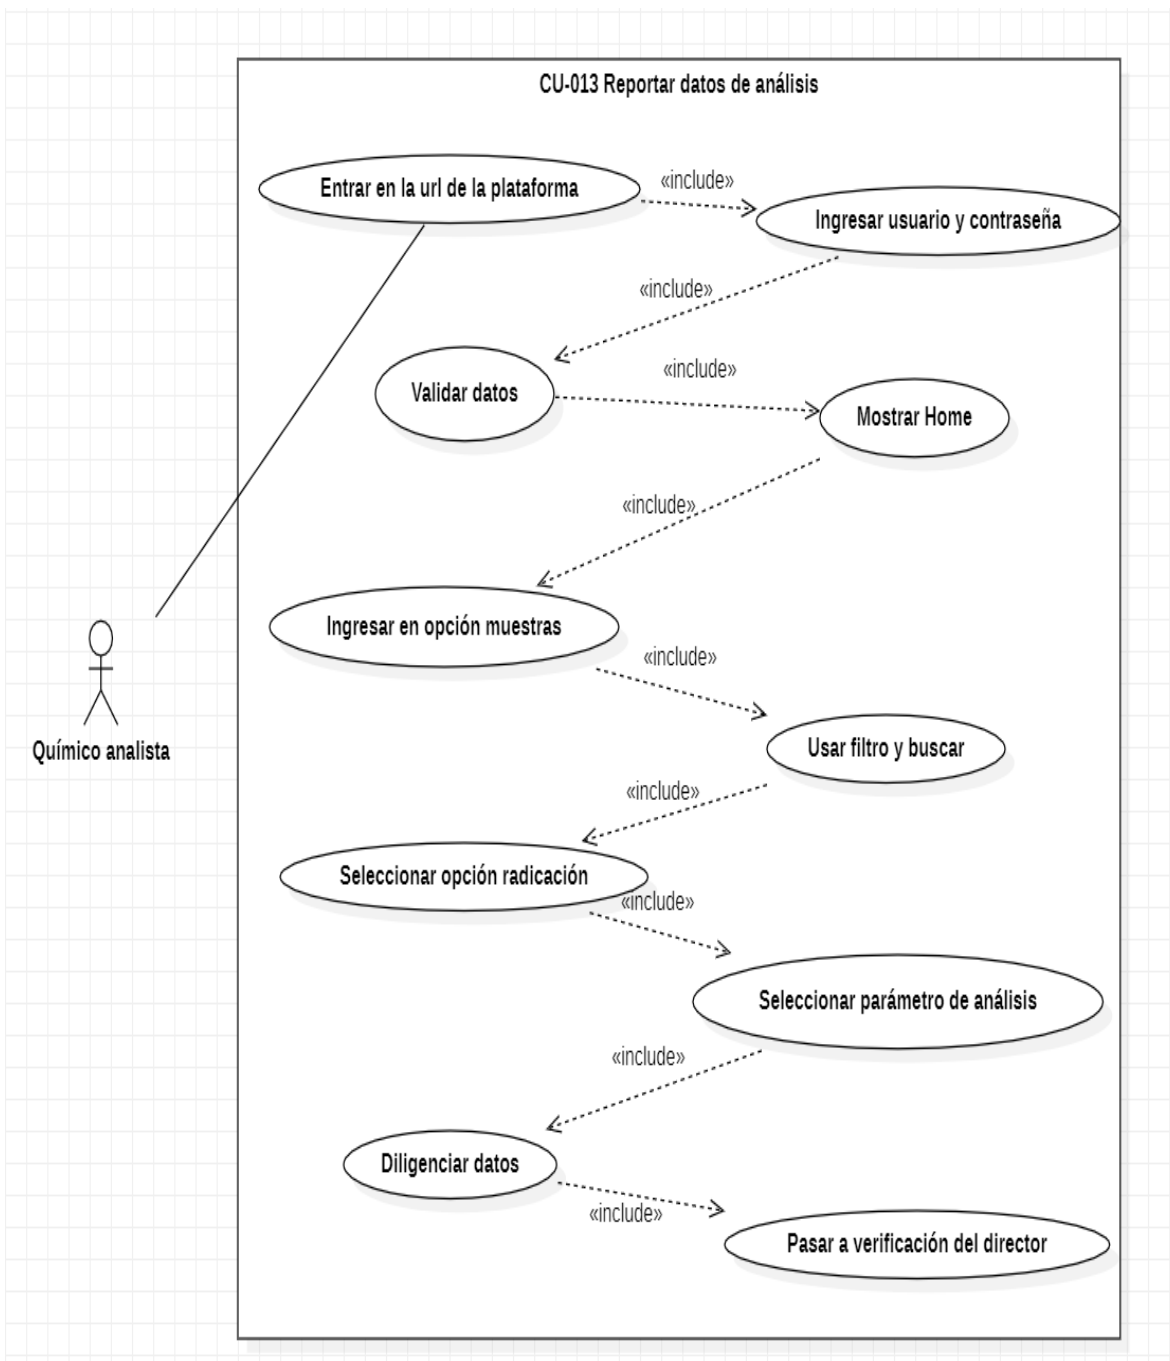 CU-013 Reportar datos de análisis
Entrar en la url de la plataforma
«include»
Ingresar usuario y contraseña
«include»
Validar datos
«include»
Mostrar Home
«include»
Ingresar en opción muestras
«include»
Químico analista
Usar filtro y buscar
«include»
Seleccionar opción radicación
«include»
Seleccionar parámetro de análisis
«include»
Diligenciar datos
«include»
Pasar a verificación del director